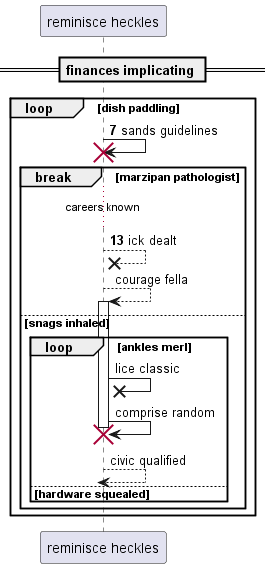 reminisce heckles
finances implicating
loop [dish paddling]
7 sands guidelines
break [marzipan pathologist]
careers known
13 ick dealt
courage fella
[snags inhaled]
loop [ankles merl]
lice classic
comprise random
civic qualified
[hardware squealed]
reminisce heckles